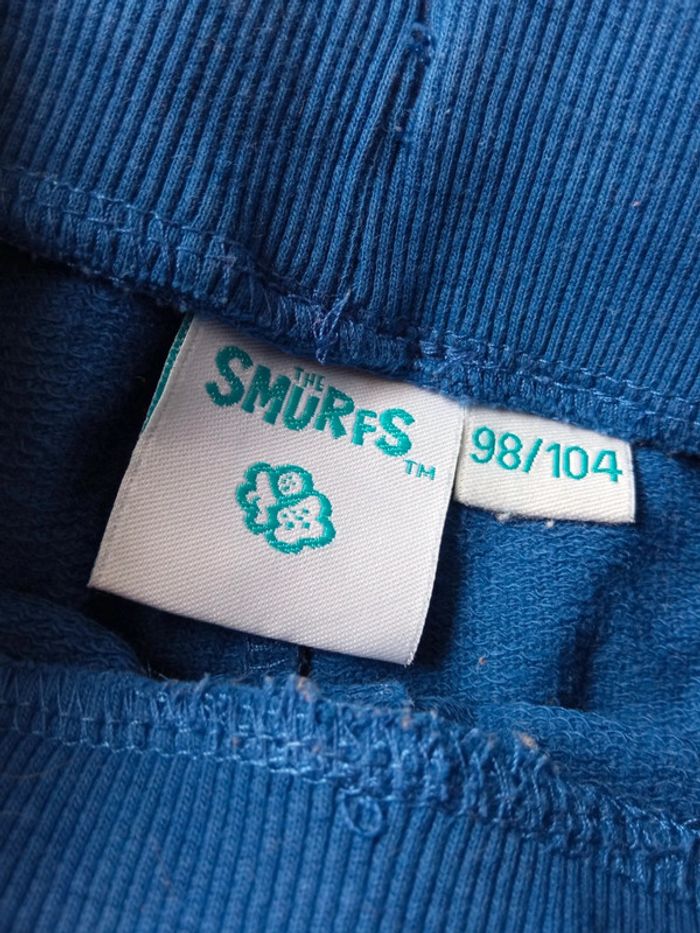 THE
SMURFS
TM
98/104